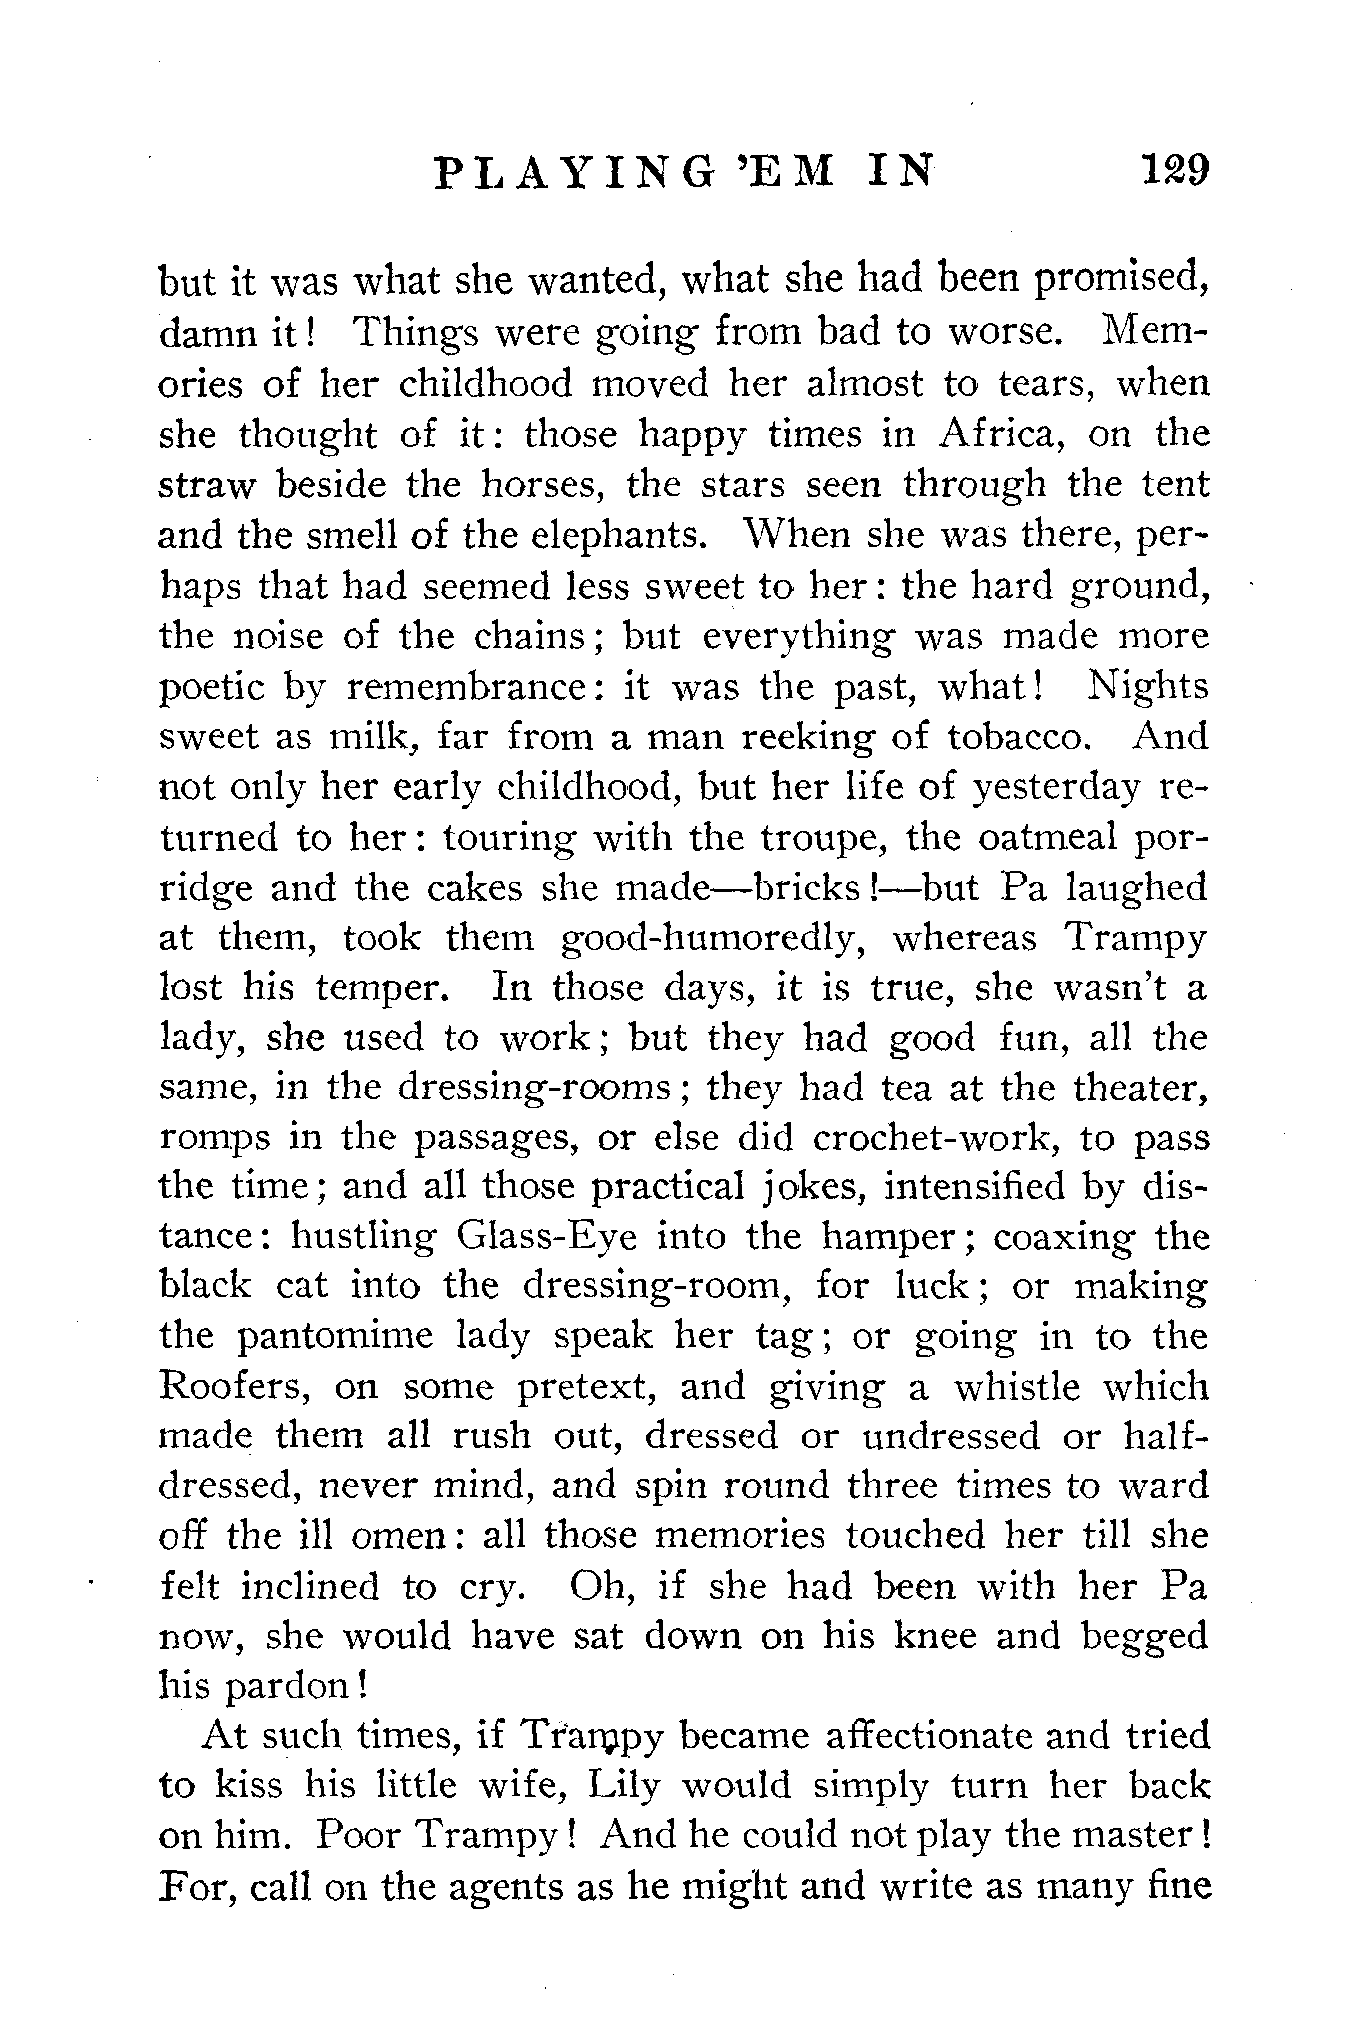 PLAYING 'EM IN 129
but it was what she wanted, what she had been promised,
damn it! Things were going from bad to worse. Mem-
ories of her childhood moved her almost to tears, when
she thought of it: those happy times in Africa, on the
straw beside the horses, the stars seen through the tent
and the smell of the elephants. When she was there, per-
haps that had seemed less sweet to her: the hard ground,
the noise of the chains; but everything was made more
poetic by remembrance: it was the past, what! Nights
sweet as milk, far from a man reeking of tobacco. And
not only her early childhood, but her life of yesterday re-
turned to her: touring with the troupe, the oatmeal por-
ridge and the cakes she made—bricks!—but Pa laughed
at them, took them good-humoredly, whereas Trampy
lost his temper. In those days, it is true, she wasn't a
lady, she used to work; but they had good fun, all the
same, in the dressing-rooms; they had tea at the theater,
romps in the passages, or else did crochet-work, to pass
the time; and all those practical jokes, intensified by dis-
tance: hustling Glass-Eye into the hamper; coaxing the
black cat into the dressing-room, for luck; or making
the pantomime lady speak her tag; or going in to the
Roofers, on some pretext, and giving a whistle which
made them all rush out, dressed or undressed or half-
dressed, never mind, and spin round three times to ward
off the ill omen: all those memories touched her till she
felt inclined to cry. Oh, if she had been with her Pa
now, she would have sat down on his knee and begged
his pardon!
At such times, if Trampy became affectionate and tried
to kiss his little wife, Lily would simply turn her back
on him. Poor Trampy! And he could not play the master!
For, call on the agents as he might and write as many fine